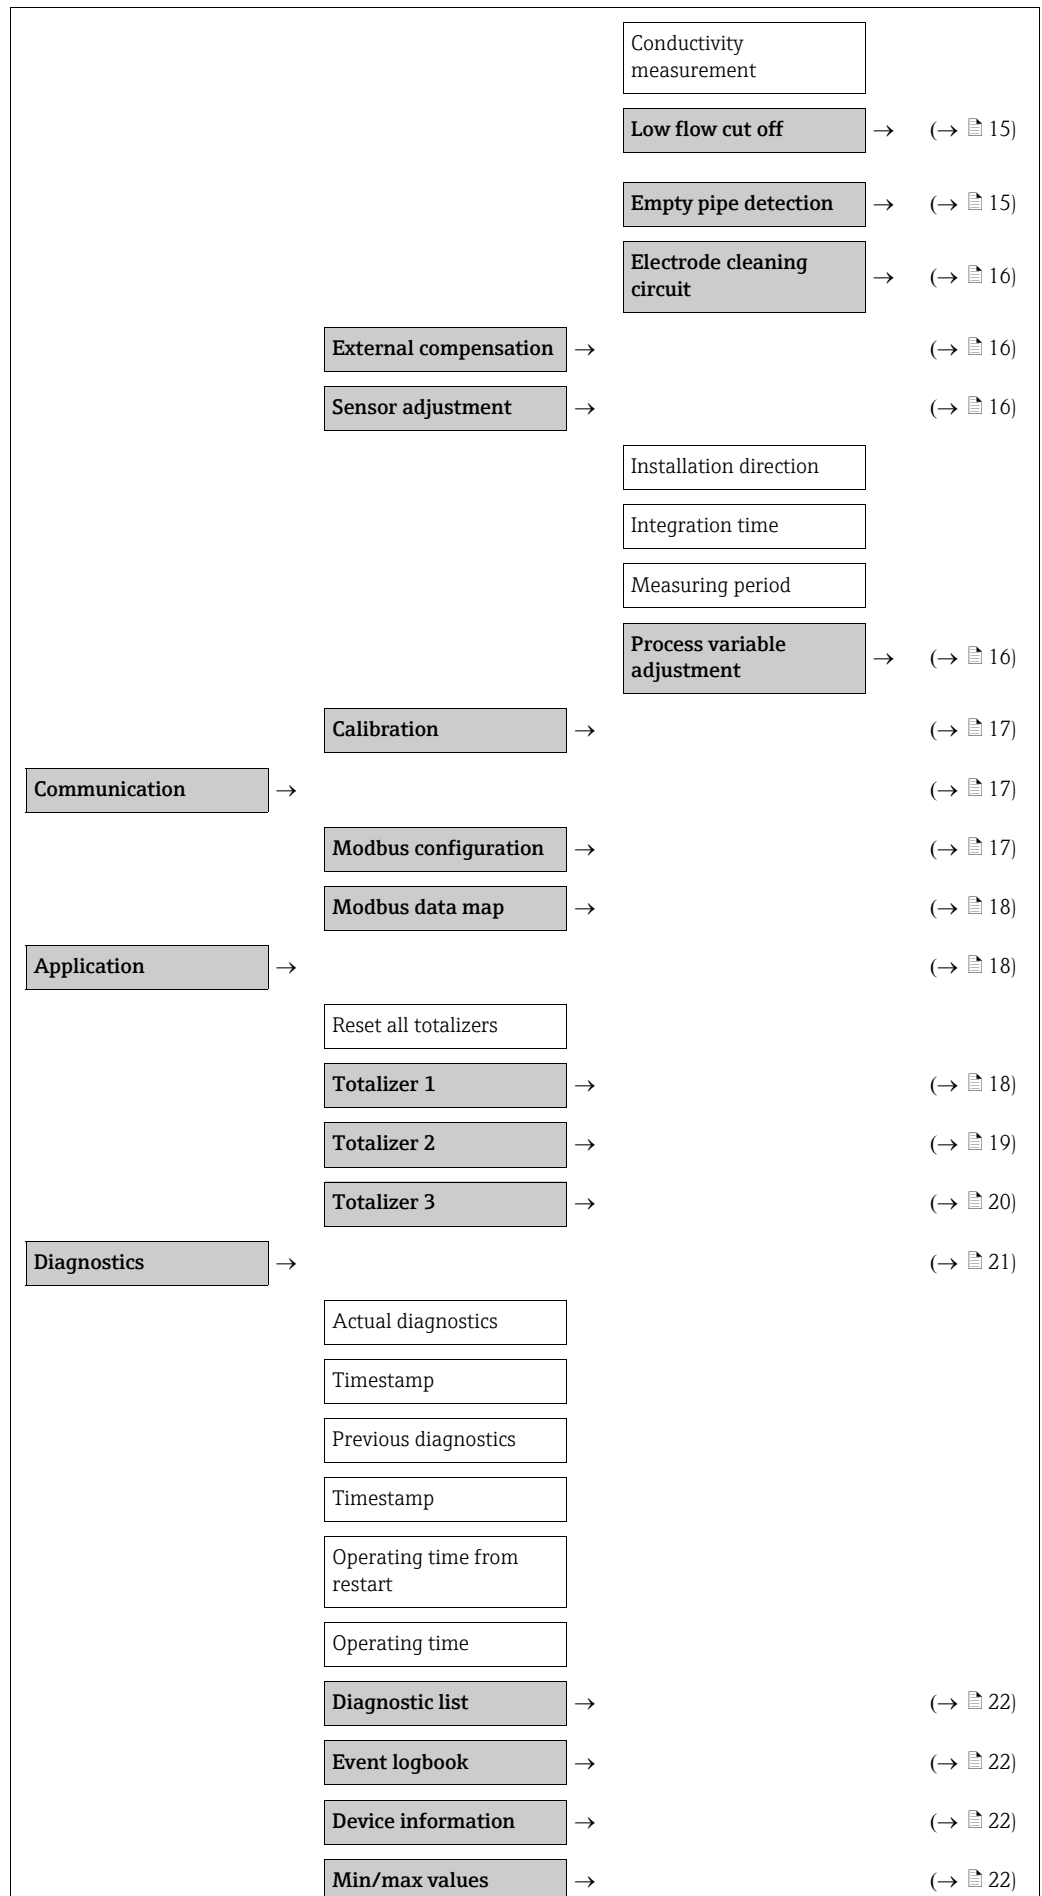 Conductivity
measurement
Low flow cut off → (→ 15)
Empty pipe detection → (→ 15)
Electrode cleaning
circuit → (→ 16)
External compensation → (→ 16)
Sensor adjustment → (→ 16)
Installation direction
Integration time
Measuring period
Process variable
adjustment → (→ 16)
Calibration → (→ 17)
Communication → (→ 17)
Modbus configuration → (→ 17)
Modbus data map → (→ 18)
Application → (→ 18)
Reset all totalizers
Totalizer 1 → (→ 18)
Totalizer 2 → (→ 19)
Totalizer 3 → (→ 20)
Diagnostics → (→ 21)
Actual diagnostics
Timestamp
Previous diagnostics
Timestamp
Operating time from
restart
Operating time
Diagnostic list → (→ 22)
Event logbook → (→ 22)
Device information → (→ 22)
Min/max values → (→ 22)